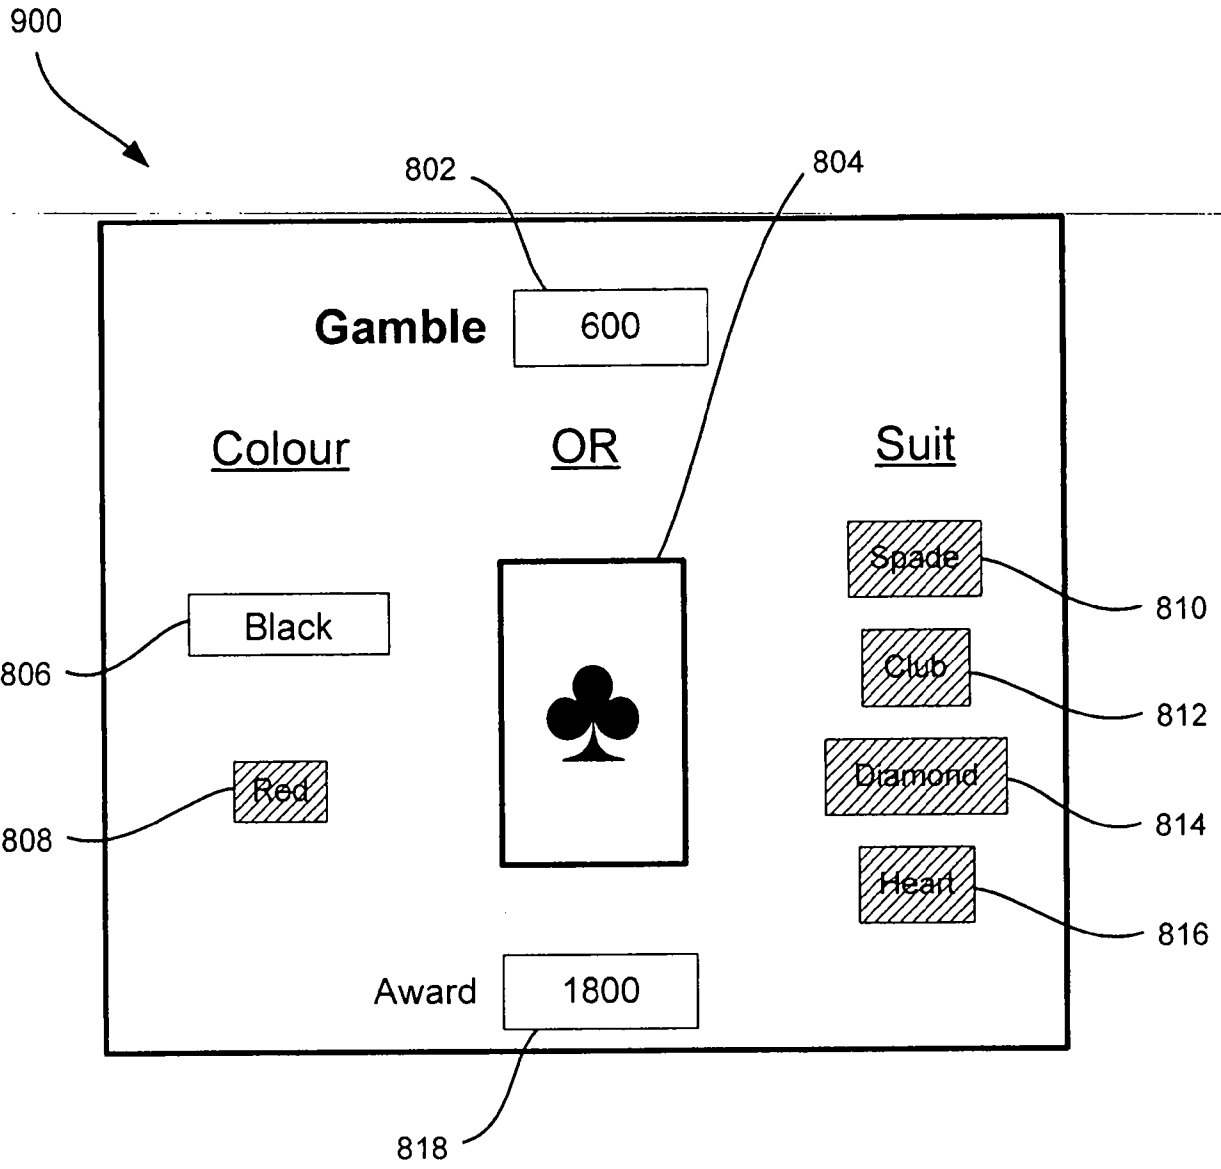 900
802
804
Gamble 600
Colour OR Suit
Spade
810
Black
806
Club
812
Red
808
Diamond
814
Heart
816
Award 1800
818